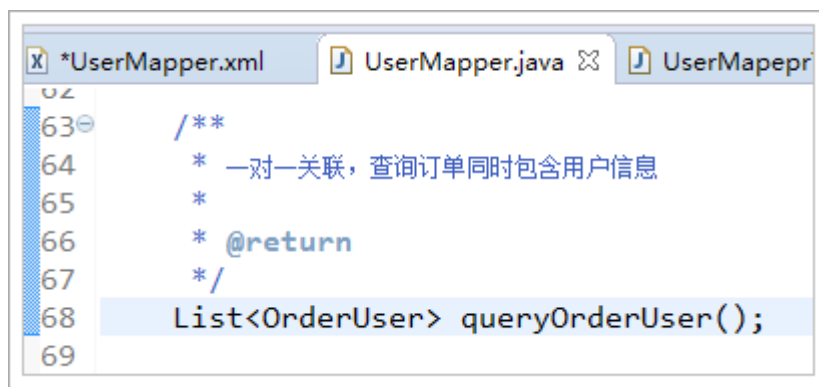 *UserMapper.xml UserMapper.java UserMapepr
62
63 /**
64 * 一对一关联，查询订单同时包含用户信息
65 *
66 * @return
67 */
68 List<OrderUser> queryOrderUser();
69